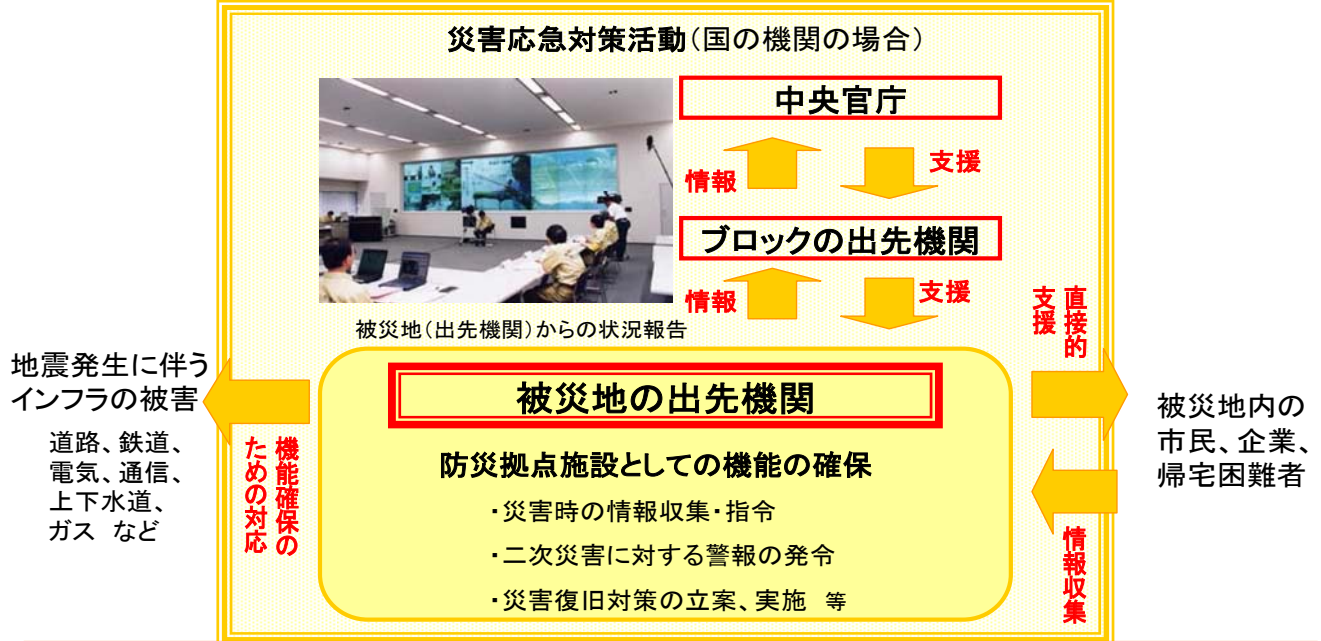 災害応急対策活動(国の機関の場合)
中央官庁
情報
支援
ブロックの出先機関
情報
支援
被災地(出先機関)からの状況報告
直接的
支援
地震発生に伴う
インフラの被害
道路、鉄道、
電気、通信、
上下水道、
ガス など
機能確保の
ための対応
被災地の出先機関
防災拠点施設としての機能の確保
・災害時の情報収集・指令
・二次災害に対する警報の発令
・災害復旧対策の立案、実施 等
被災地内の
市民、企業、
帰宅困難者
情報収集